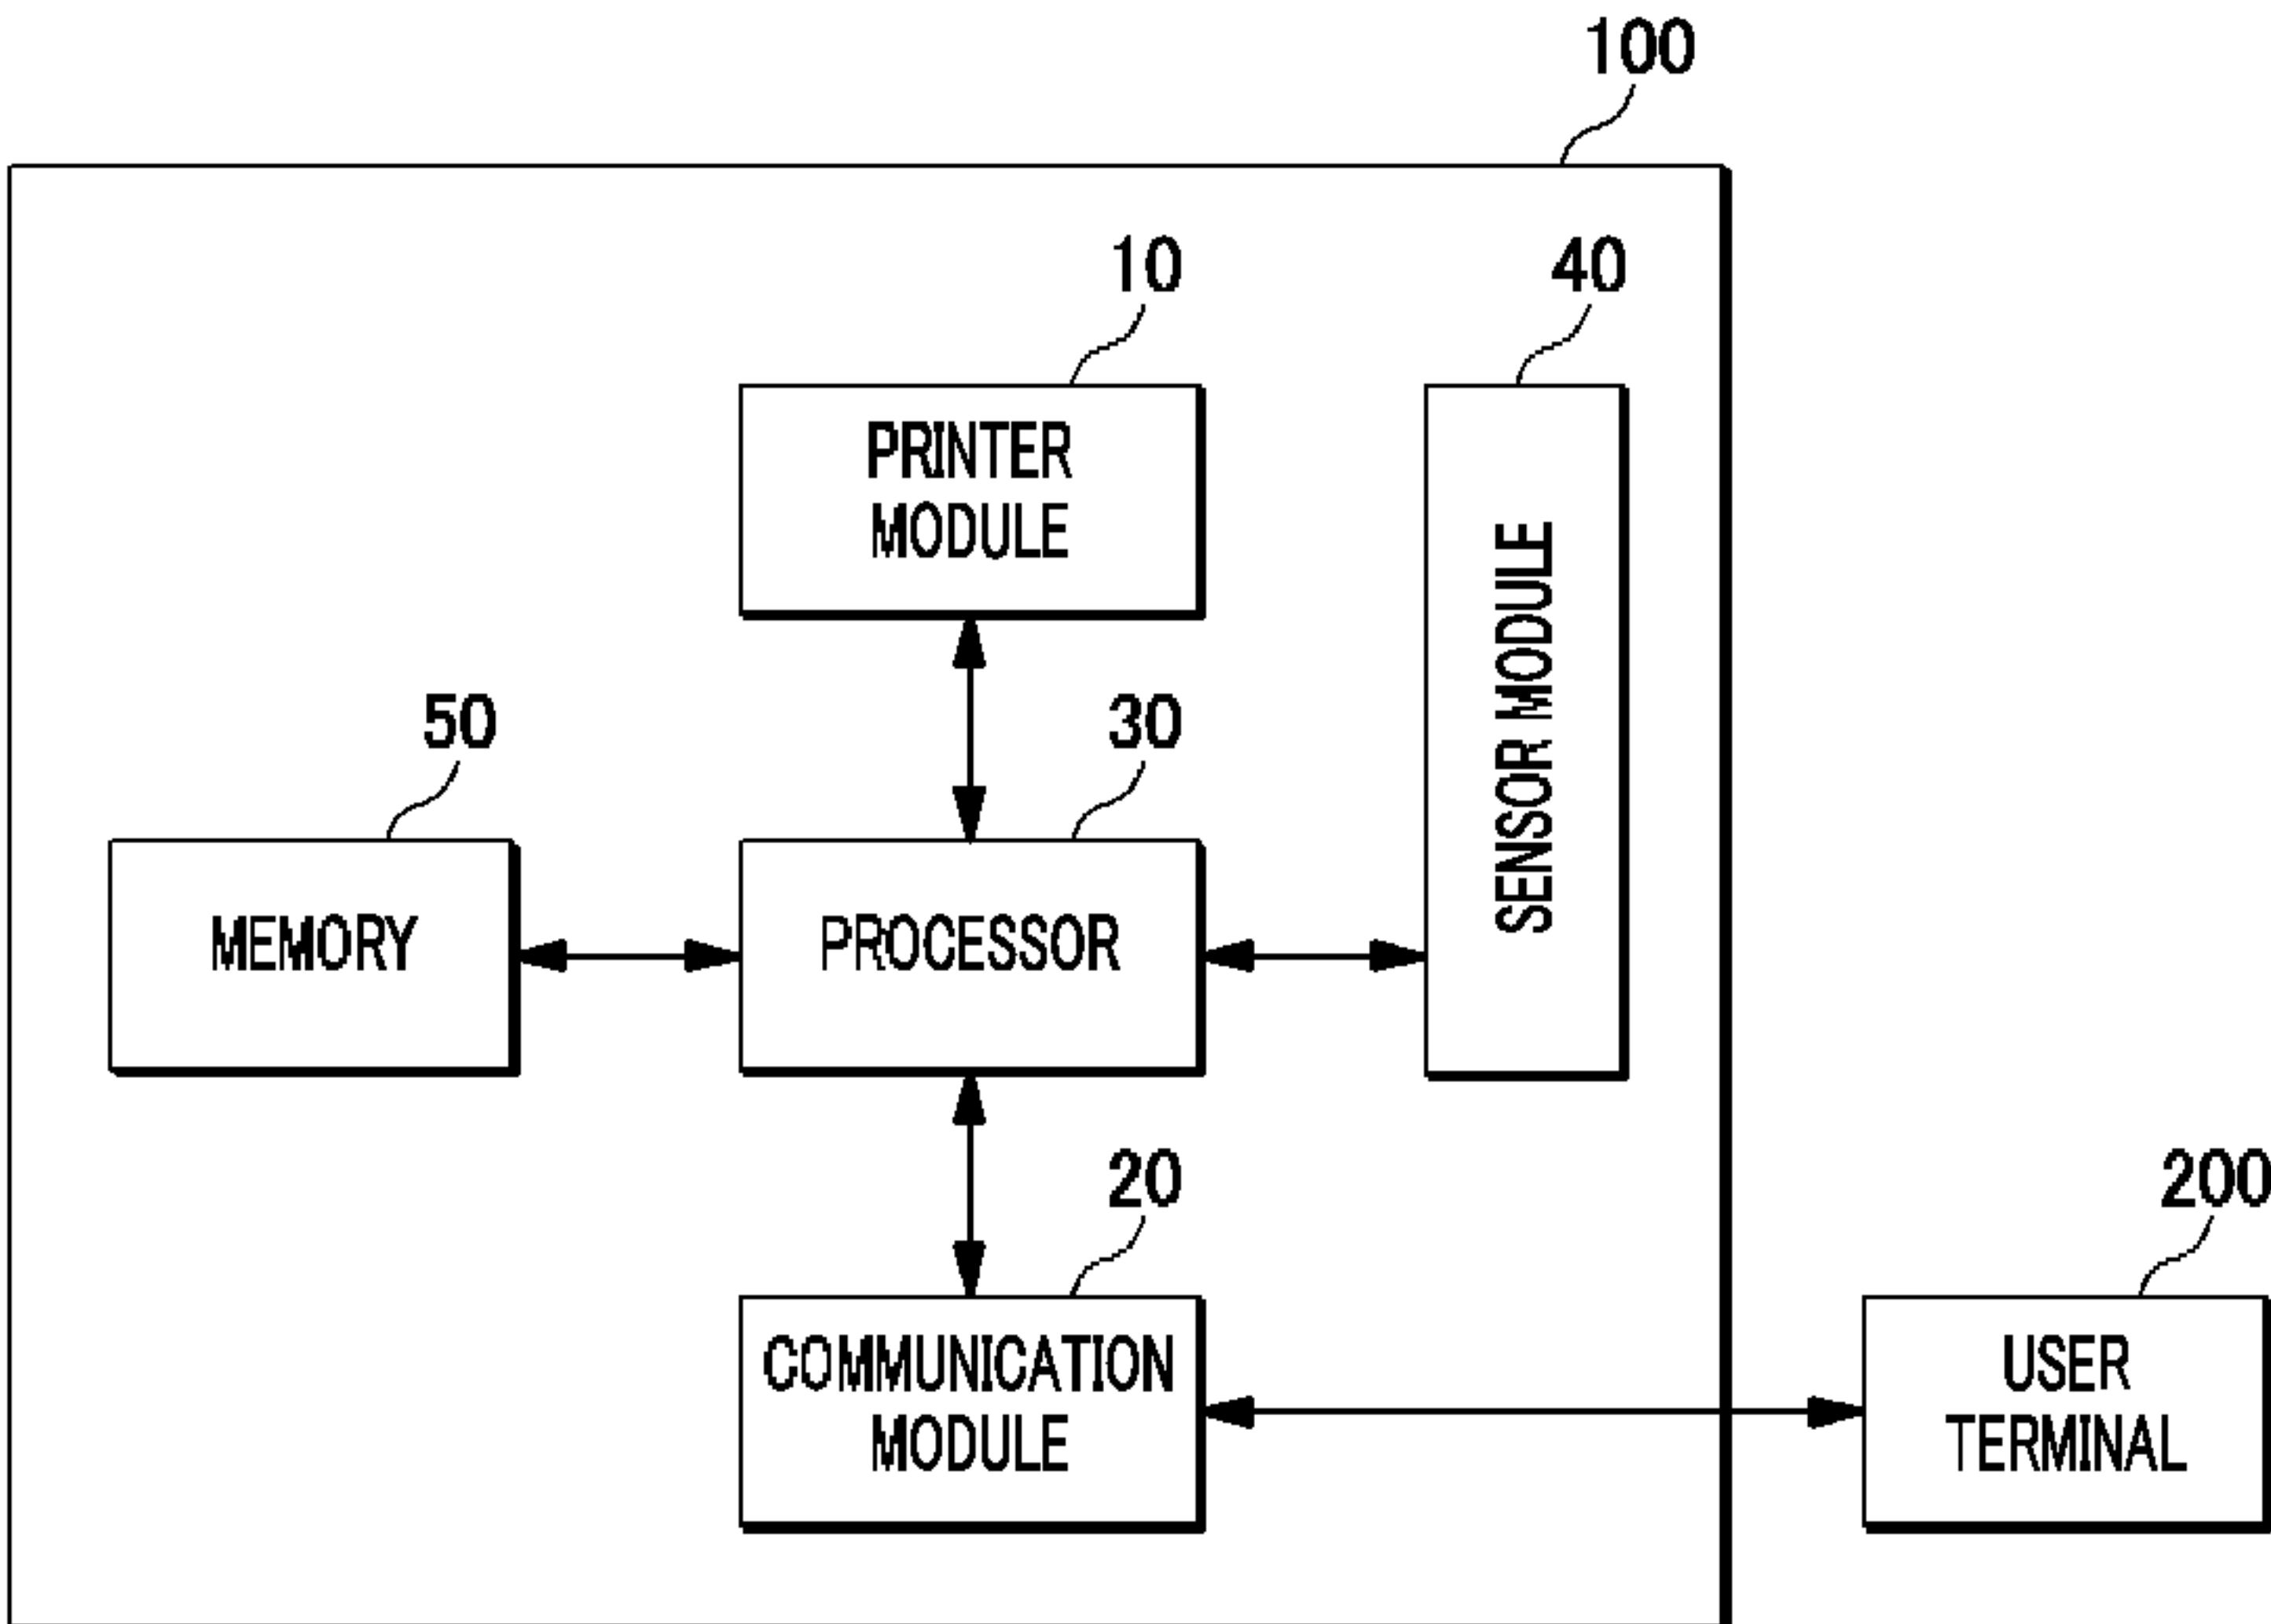 100
10
40
PRINTER
MODULE
SENSOR MODULE
50
30
MEMORY
PROCESSOR
20
200
COMMUNICATION
MODULE
USER
TERMINAL